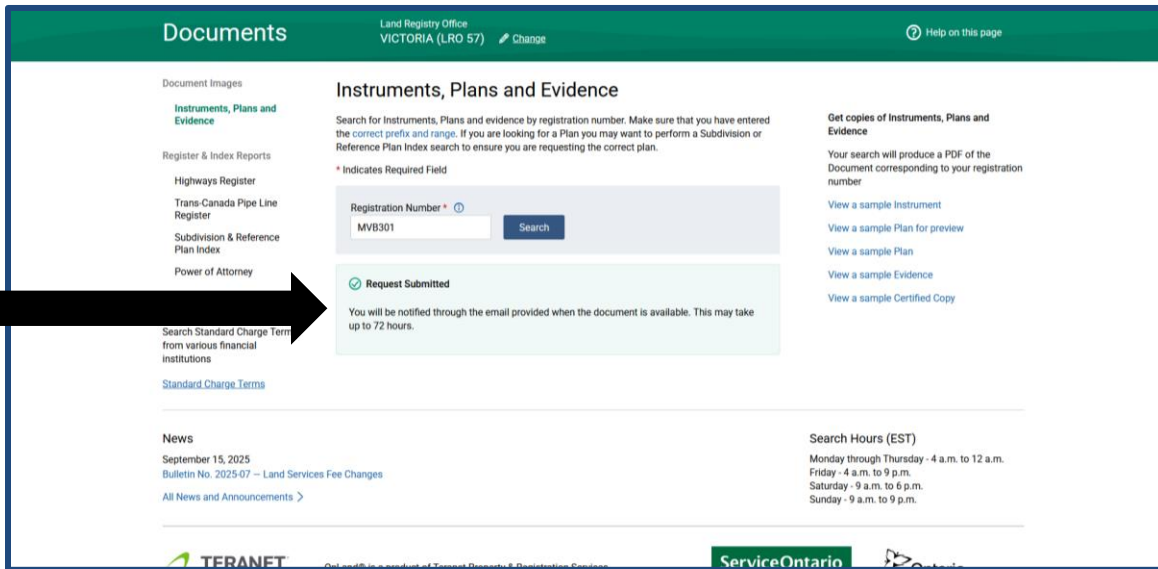 Documents
Land Registry Office
VICTORIA (LRO 57) Change
Help on this page
Document Images
Instruments, Plans and
Evidence
Register & Index Reports
Highways Register
Trans-Canada Pipe Line
Register
Subdivision & Reference
Plan Index
Power of Attorney
Search Standard Charge Term
from various financial
institutions
Standard Charge Terms
Instruments, Plans and Evidence
Search for Instruments, Plans and evidence by registration number. Make sure that you have entered
the correct prefix and range. If you are looking for a Plan you may want to perform a Subdivision or
Reference Plan Index search to ensure you are requesting the correct plan.
* Indicates Required Field
Registration Number *
MVB301
Search
Request Submitted
You will be notified through the email provided when the document is available. This may take
up to 72 hours.
Get copies of Instruments, Plans and
Evidence
Your search will produce a PDF of the
Document corresponding to your registration
number
View a sample Instrument
View a sample Plan for preview
View a sample Plan
View a sample Evidence
View a sample Certified Copy
News
September 15, 2025
Bulletin No. 2025-07 – Land Services Fee Changes
All News and Announcements >
Search Hours (EST)
Monday through Thursday - 4 a.m. to 12 a.m.
Friday - 4 a.m. to 9 p.m.
Saturday - 9 a.m. to 6 p.m.
Sunday - 9 a.m. to 9 p.m.
TERANET
OnLand® is a product of Teranet Property & Registration Services
ServiceOntario
Ontario